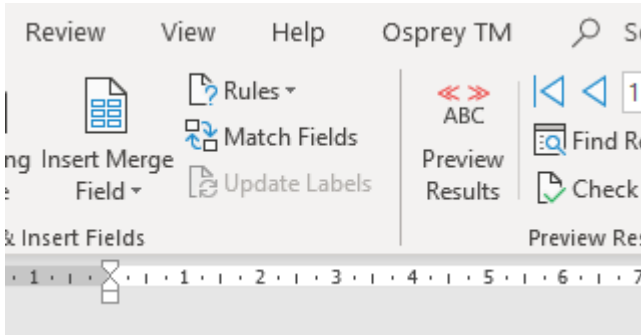 Review View Help Osprey TM
Rules
ABC
Match Fields
Insert Merge Field
Update Labels
Preview Results
1
Find
Check
& Insert Fields
Preview
1 1 2 3 4 5 6 7